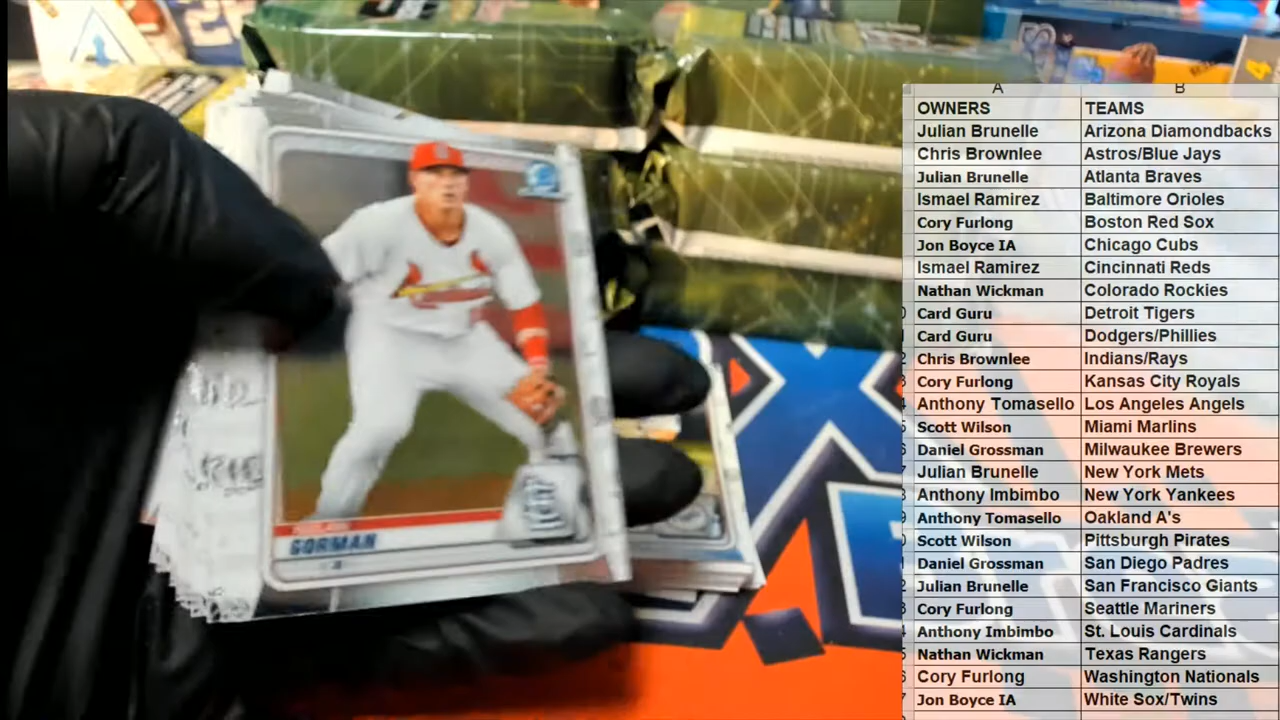 A B
OWNERS TEAMS
Julian Brunelle Arizona Diamondbacks
Chris Brownlee Astros/Blue Jays
Julian Brunelle Atlanta Braves
Ismael Ramirez Baltimore Orioles
Cory Furlong Boston Red Sox
Jon Boyce IA Chicago Cubs
Ismael Ramirez Cincinnati Reds
Nathan Wickman Colorado Rockies
Card Guru Detroit Tigers
Card Guru Dodgers/Phillies
Chris Brownlee Indians/Rays
Cory Furlong Kansas City Royals
Anthony Tomasello Los Angeles Angels
Scott Wilson Miami Marlins
Daniel Grossman Milwaukee Brewers
Julian Brunelle New York Mets
Anthony Imbimbo New York Yankees
Anthony Tomasello Oakland A's
Scott Wilson Pittsburgh Pirates
Daniel Grossman San Diego Padres
Julian Brunelle San Francisco Giants
Cory Furlong Seattle Mariners
Anthony Imbimbo St. Louis Cardinals
Nathan Wickman Texas Rangers
Cory Furlong Washington Nationals
Jon Boyce IA White Sox/Twins
GORMAN